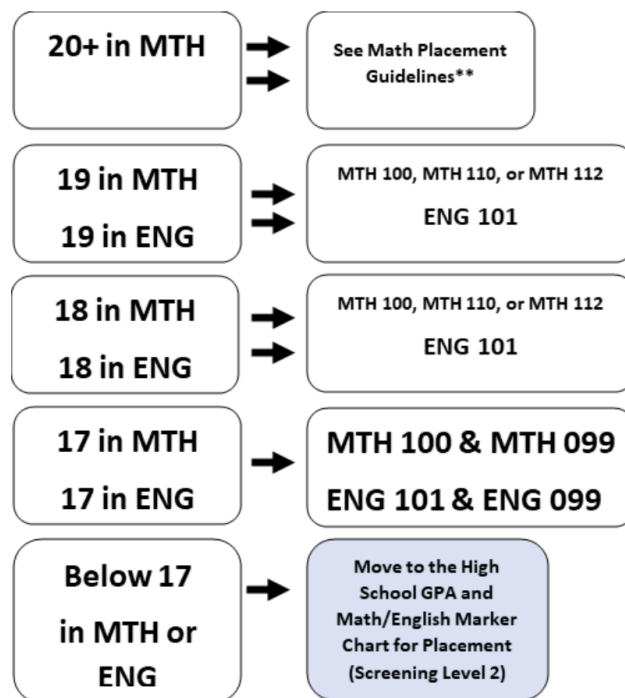 20+ in MTH
See Math Placement
Guidelines**
19 in MTH
19 in ENG
MTH 100, MTH 110, or MTH 112
ENG 101
18 in MTH
18 in ENG
MTH 100, MTH 110, or MTH 112
ENG 101
17 in MTH
17 in ENG
MTH 100 & MTH 099
ENG 101 & ENG 099
Below 17
in MTH or
ENG
Move to the High
School GPA and
Math/English Marker
Chart for Placement
(Screening Level 2)